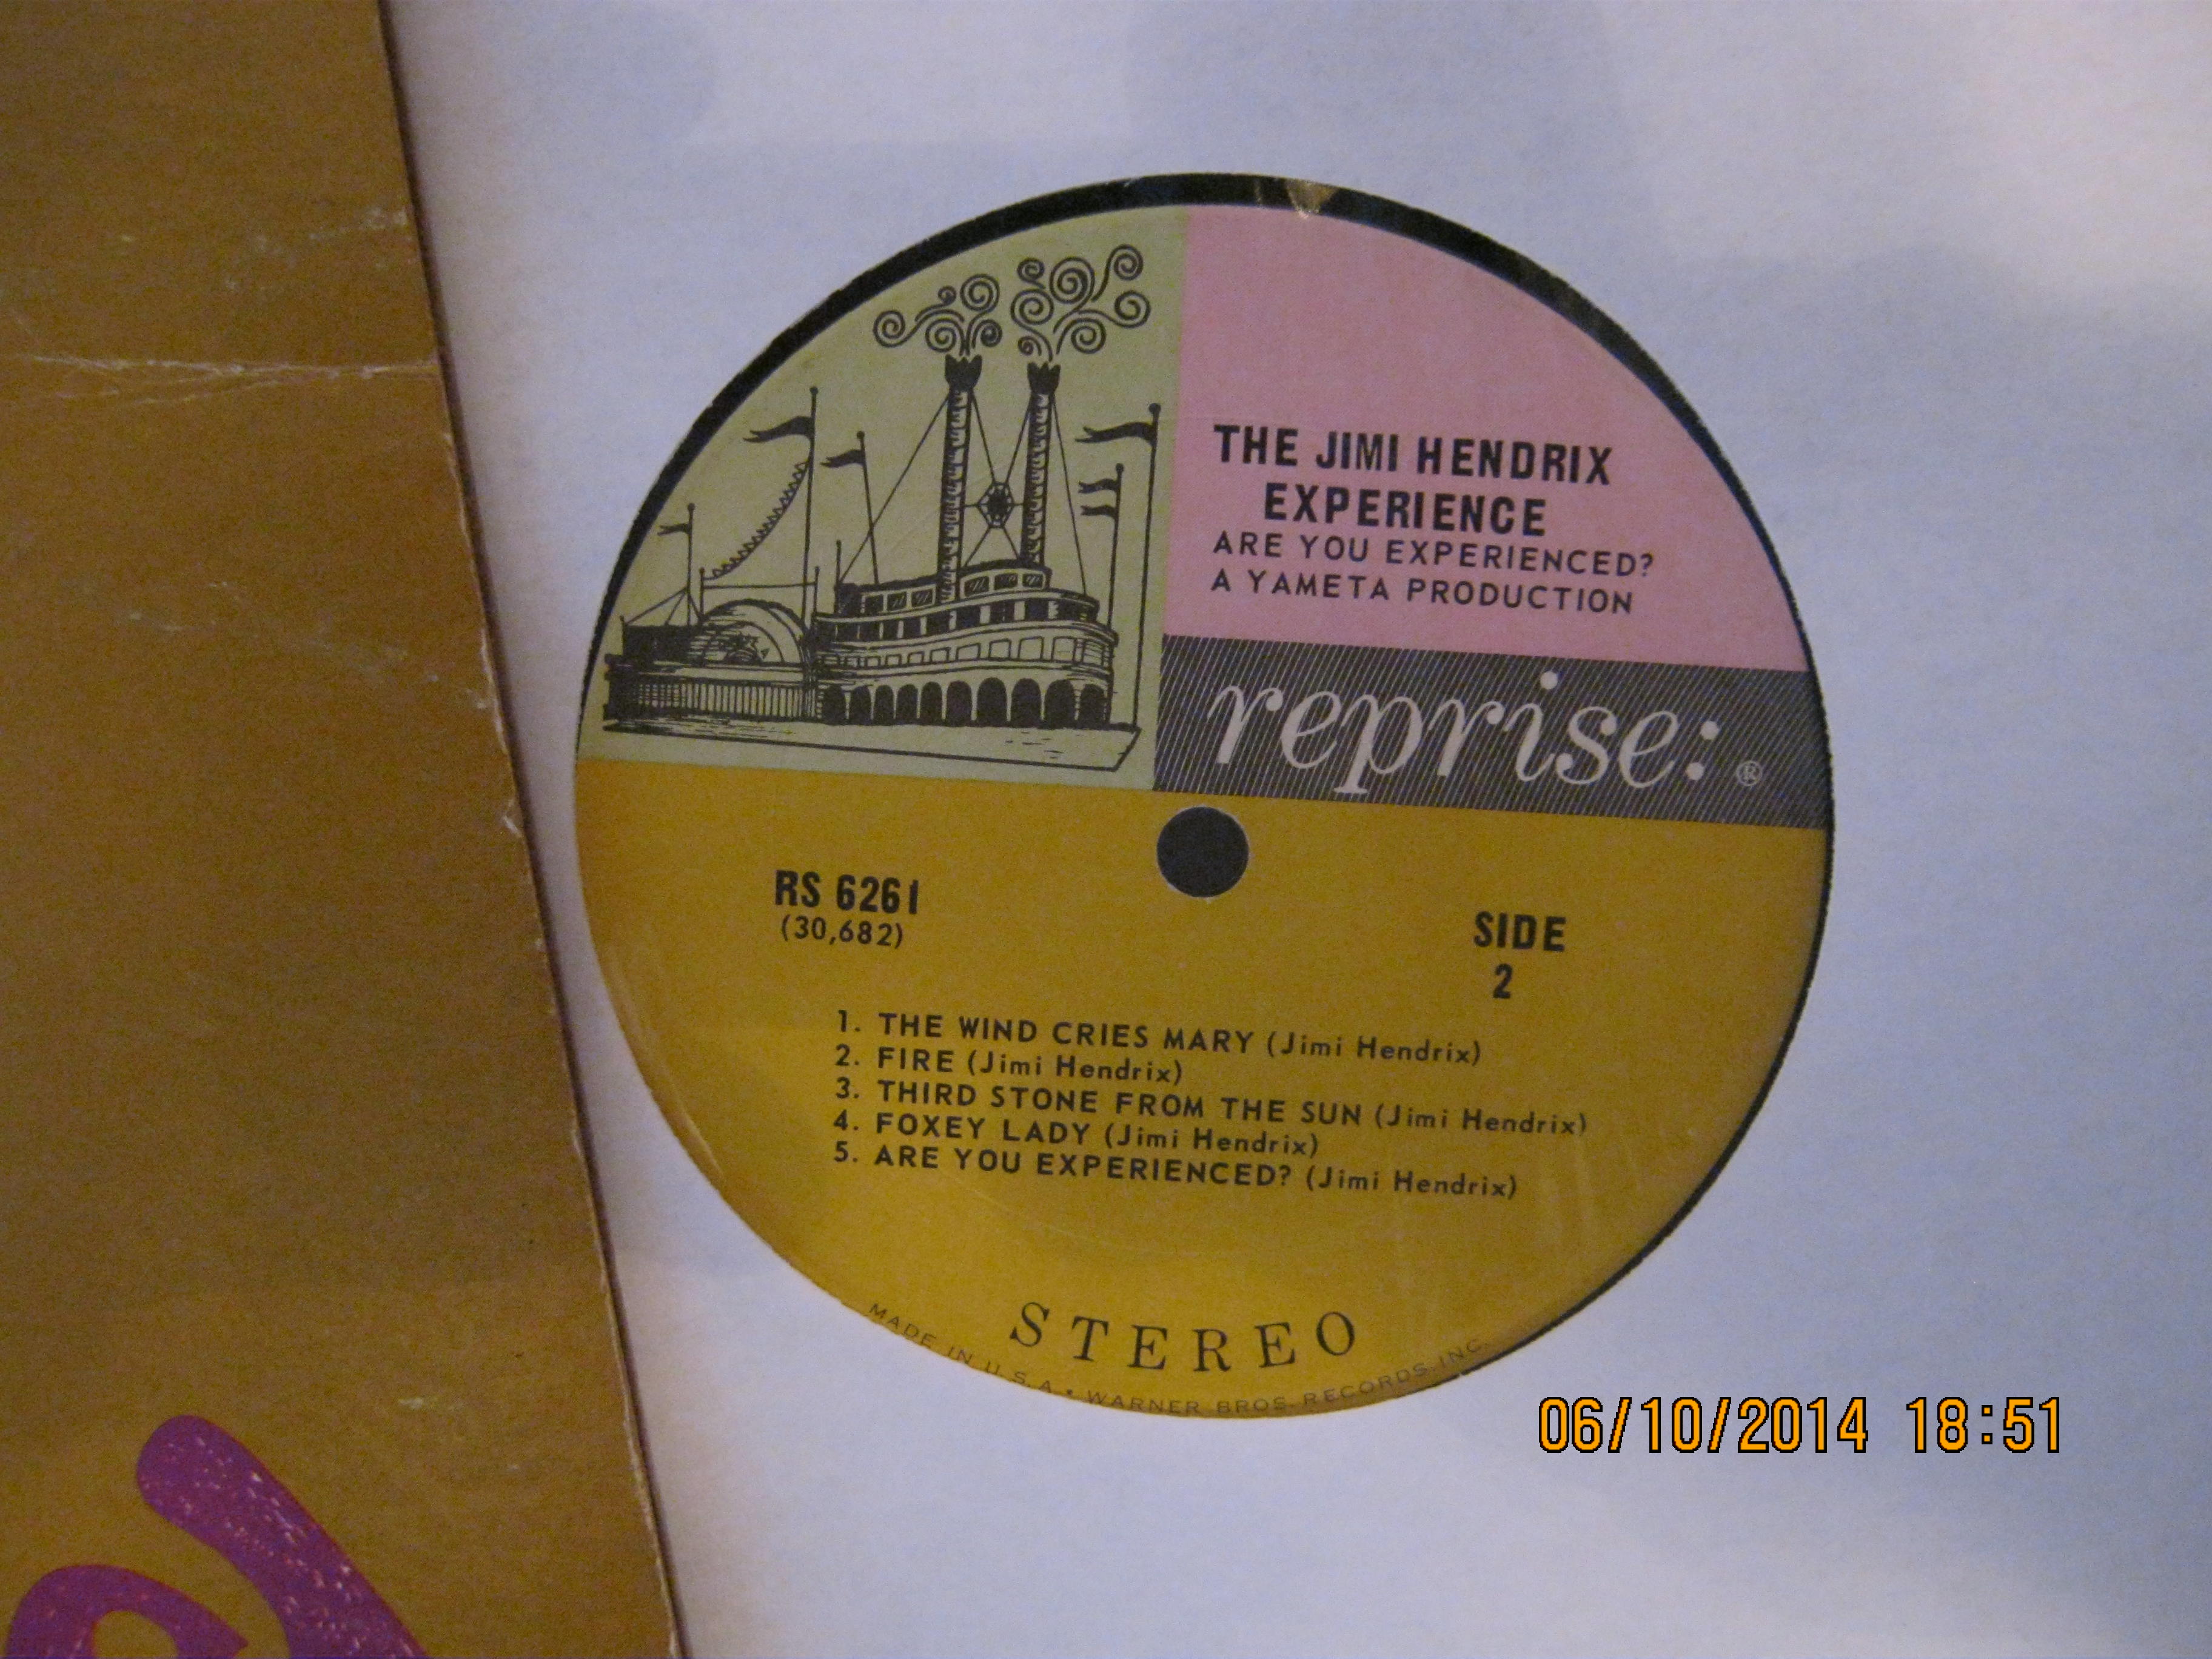 THE JIMI HENDRIX
EXPERIENCE
ARE YOU EXPERIENCED?
A YAMETA PRODUCTION
reprise: ®
RS 6261
(30,682)
SIDE
2
1. THE WIND CRIES MARY (Jimi Hendrix)
2. FIRE (Jimi Hendrix)
3. THIRD STONE FROM THE SUN (Jimi Hendrix)
4. FOXEY LADY (Jimi Hendrix)
5. ARE YOU EXPERIENCED? (Jimi Hendrix)
STEREO
MADE IN U.S.A • WARNER BROS. RECORDS INC.
06/10/2014 18:51